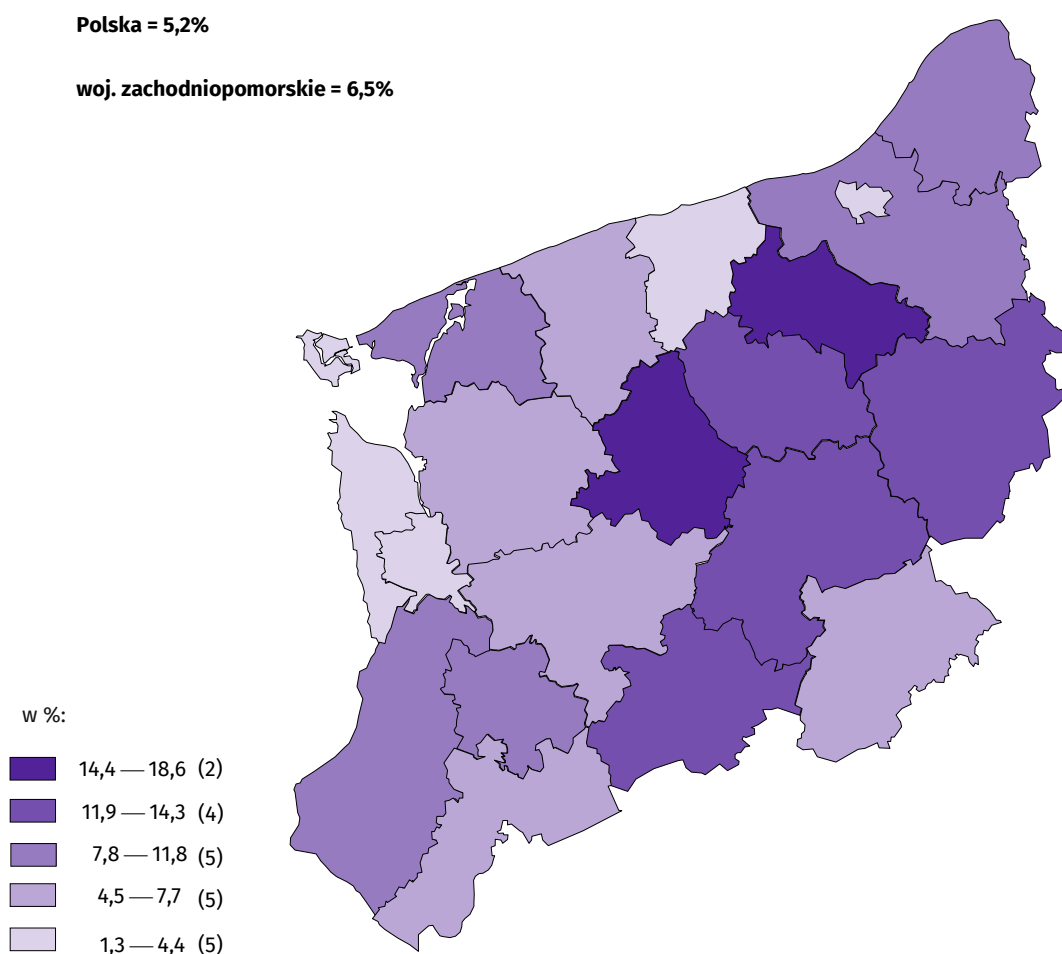 Polska = 5,2%
woj. zachodniopomorskie = 6,5%
w %:
14,4 — 18,6 (2)
11,9 — 14,3 (4)
7,8 — 11,8 (5)
4,5 — 7,7 (5)
1,3 — 4,4 (5)